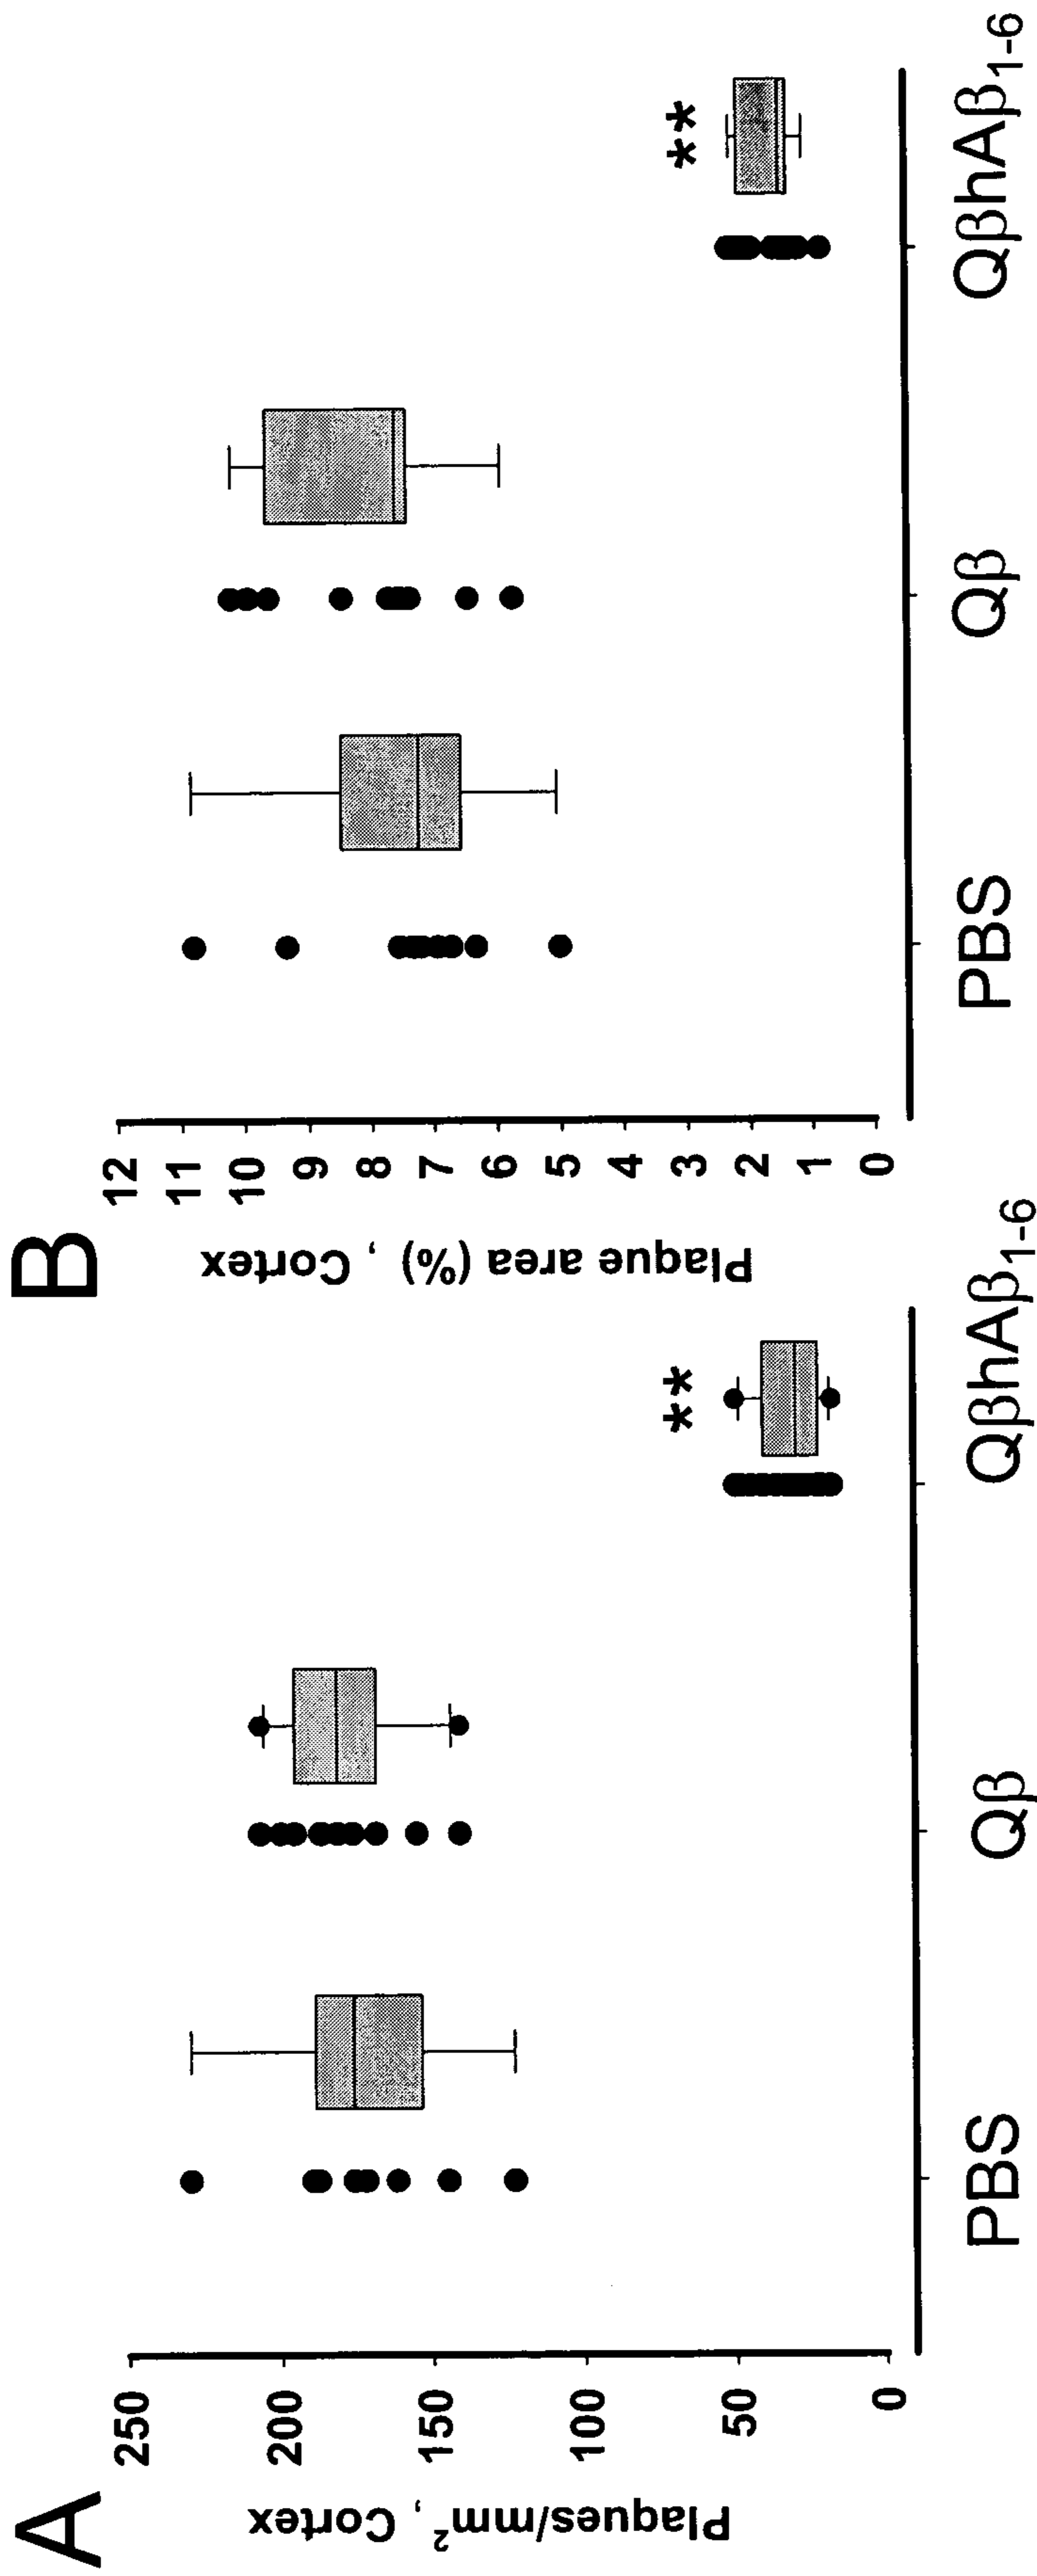 A
Plaques/mm², Cortex
250
200
150
100
50
0
**
PBS
Qβ
QβhAβ1-6
B
Plaque area (%) , Cortex
12
11
10
9
8
7
6
5
4
3
2
1
0
**
PBS
Qβ
QβhAβ1-6